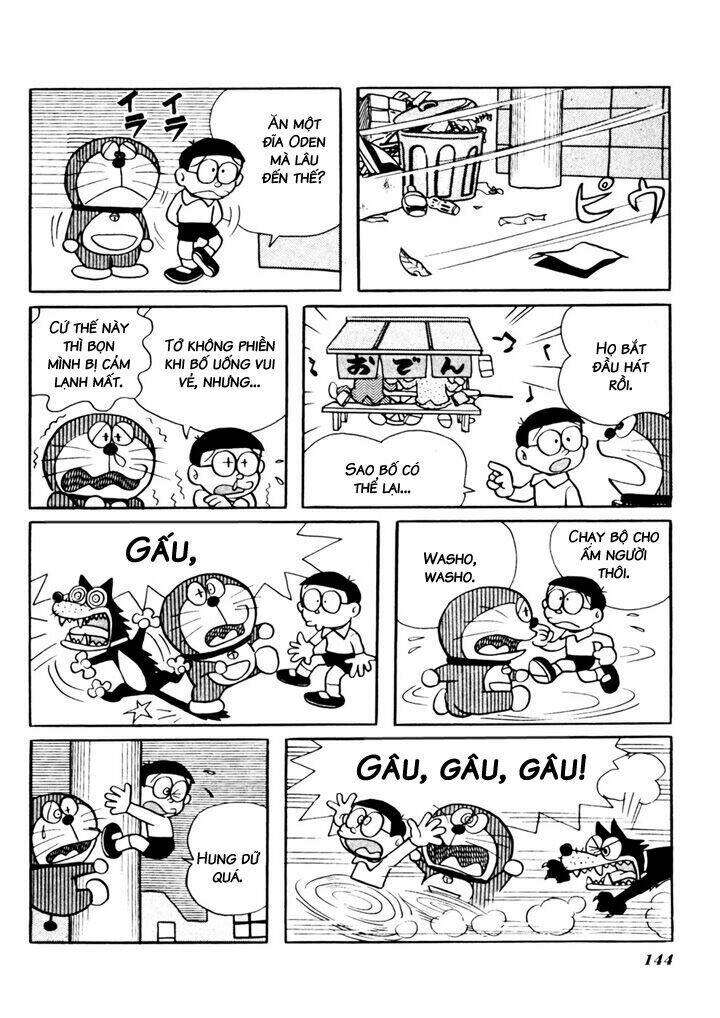 イライラ
ĂN MỘT
ĐĨA ODEN
MÀ LÂU
ĐẾN THẾ?
ピウ
CỨ THẾ NÀY
THÌ BỌN
MÌNH BỊ CẢM
LẠNH MẤT.
TỚ KHÔNG PHIỀN
KHI BỐ UỐNG VUI
VẺ, NHƯNG...
おでん
HỌ BẮT
ĐẦU HÁT
RỒI.
SAO BỐ CÓ
THỂ LẠI...
GẤU,
WASHO,
WASHO.
CHẠY BỘ CHO
ẤM NGƯỜI
THÔI.
HUNG DỮ
QUÁ.
GÂU, GÂU, GÂU!
144